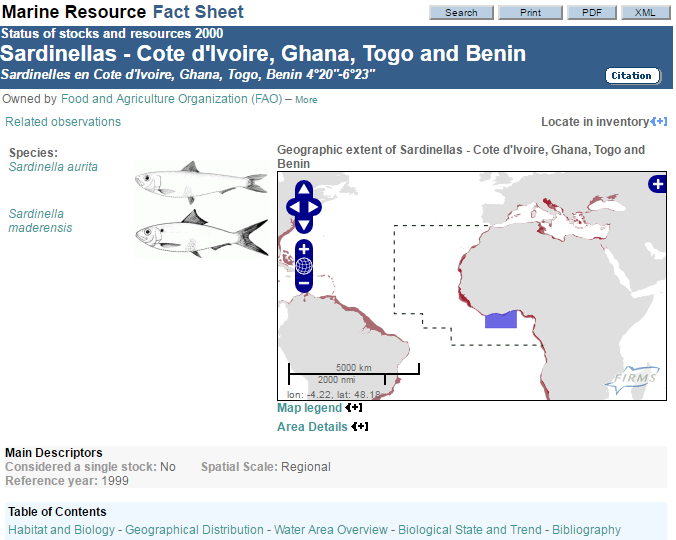 Marine Resource Fact Sheet
Search
Print
PDF
XML
Status of stocks and resources 2000
Sardinellas - Cote d'Ivoire, Ghana, Togo and Benin
Sardinelles en Cote d'Ivoire, Ghana, Togo, Benin 4°20"-6°23"
Citation
Owned by Food and Agriculture Organization (FAO) – More
Related observations
Locate in inventory [+]
Species:
Sardinella aurita
Sardinella
maderensis
Geographic extent of Sardinellas - Cote d'Ivoire, Ghana, Togo and
Benin
+
+
−
5000 km
2000 nmi
lon: -4.22, lat: 48.18
FIRMS
Map legend [+]
Area Details [+]
Main Descriptors
Considered a single stock: No Spatial Scale: Regional
Reference year: 1999
Table of Contents
Habitat and Biology - Geographical Distribution - Water Area Overview - Biological State and Trend - Bibliography